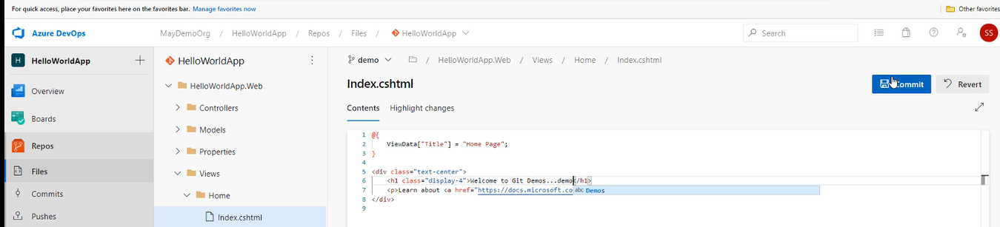 For quick access, place your favorites here on the favorites bar. Manage favorites now
Other favorites
Azure DevOps
MayDemoOrg / HelloWorldApp / Repos / Files / HelloWorldApp
Search
SS
H HelloWorldApp
Overview
Boards
Repos
Files
Commits
Pushes
HelloWorldApp
HelloWorldApp.Web
Controllers
Models
Properties
Views
Home
Index.cshtml
demo / HelloWorldApp.Web / Views / Home / Index.cshtml
Index.cshtml
Commit
Revert
Contents
Highlight changes
1 @{
2 ViewData["Title"] = "Home Page";
3 }
4
5 <div class="text-center">
6 <h1 class="display-4">Welcome to Git Demos...demo</h1>
7 <p>Learn about <a href="https://docs.microsoft.co
abc Demos
8 </div>
9